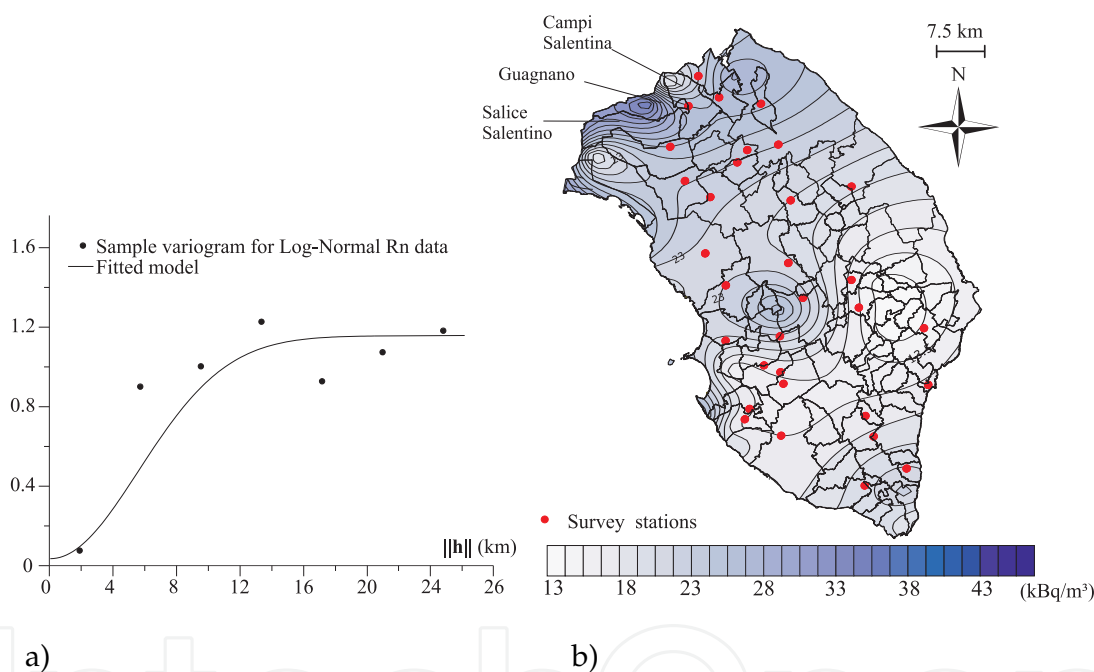 Campi
Salentina
Guagnano
Salice
Salentino
7.5 km
N
1.6
1.2
0.8
0.4
0
• Sample variogram for Log-Normal Rn data
— Fitted model
||h|| (km)
0 4 8 12 16 20 24 26
23
23
• Survey stations
13 18 23 28 33 38 43 (kBq/m³)
a) b)